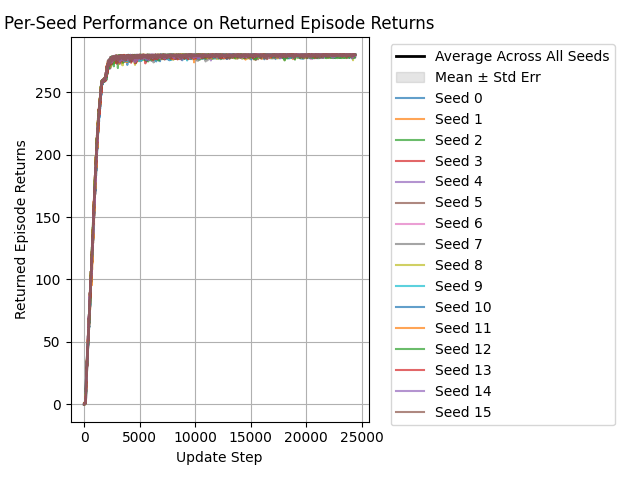 Per-Seed Performance on Returned Episode Returns
Returned Episode Returns
250
200
150
100
50
0
0 5000 10000 15000 20000 25000
Update Step
Average Across All Seeds
Mean ± Std Err
Seed 0
Seed 1
Seed 2
Seed 3
Seed 4
Seed 5
Seed 6
Seed 7
Seed 8
Seed 9
Seed 10
Seed 11
Seed 12
Seed 13
Seed 14
Seed 15